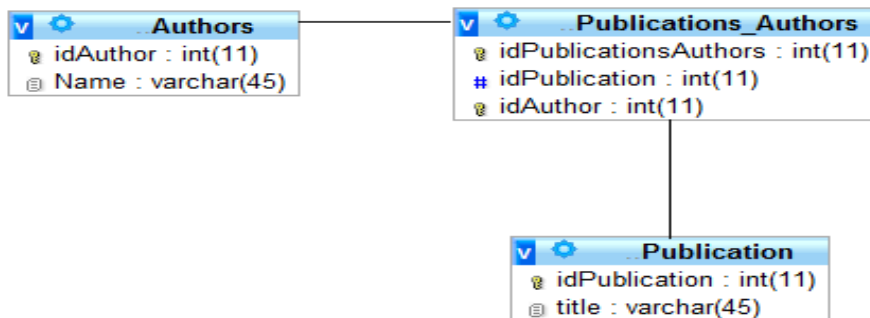 v ..Authors
idAuthor : int(11)
Name : varchar(45)
v ..Publications_Authors
idPublicationsAuthors : int(11)
# idPublication : int(11)
idAuthor : int(11)
v ..Publication
idPublication : int(11)
title : varchar(45)